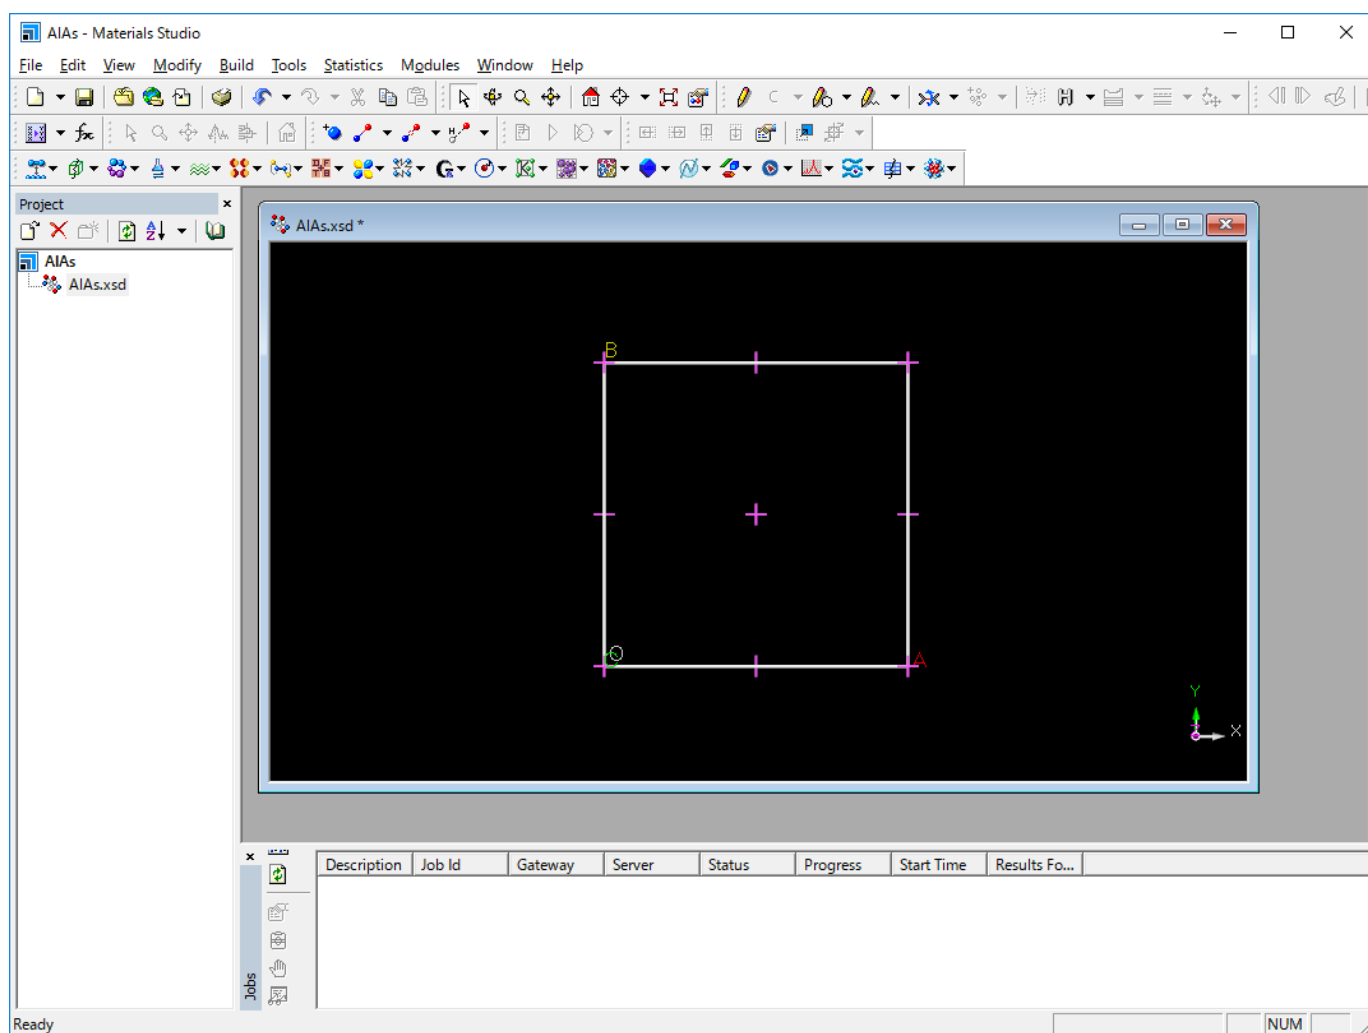 AlAs - Materials Studio
File Edit View Modify Build Tools Statistics Modules Window Help
Project
AlAs
AlAs.xsd
AlAs.xsd *
B
O
A
Y
X
Description Job Id Gateway Server Status Progress Start Time Results Fo...
Jobs
Ready
NUM